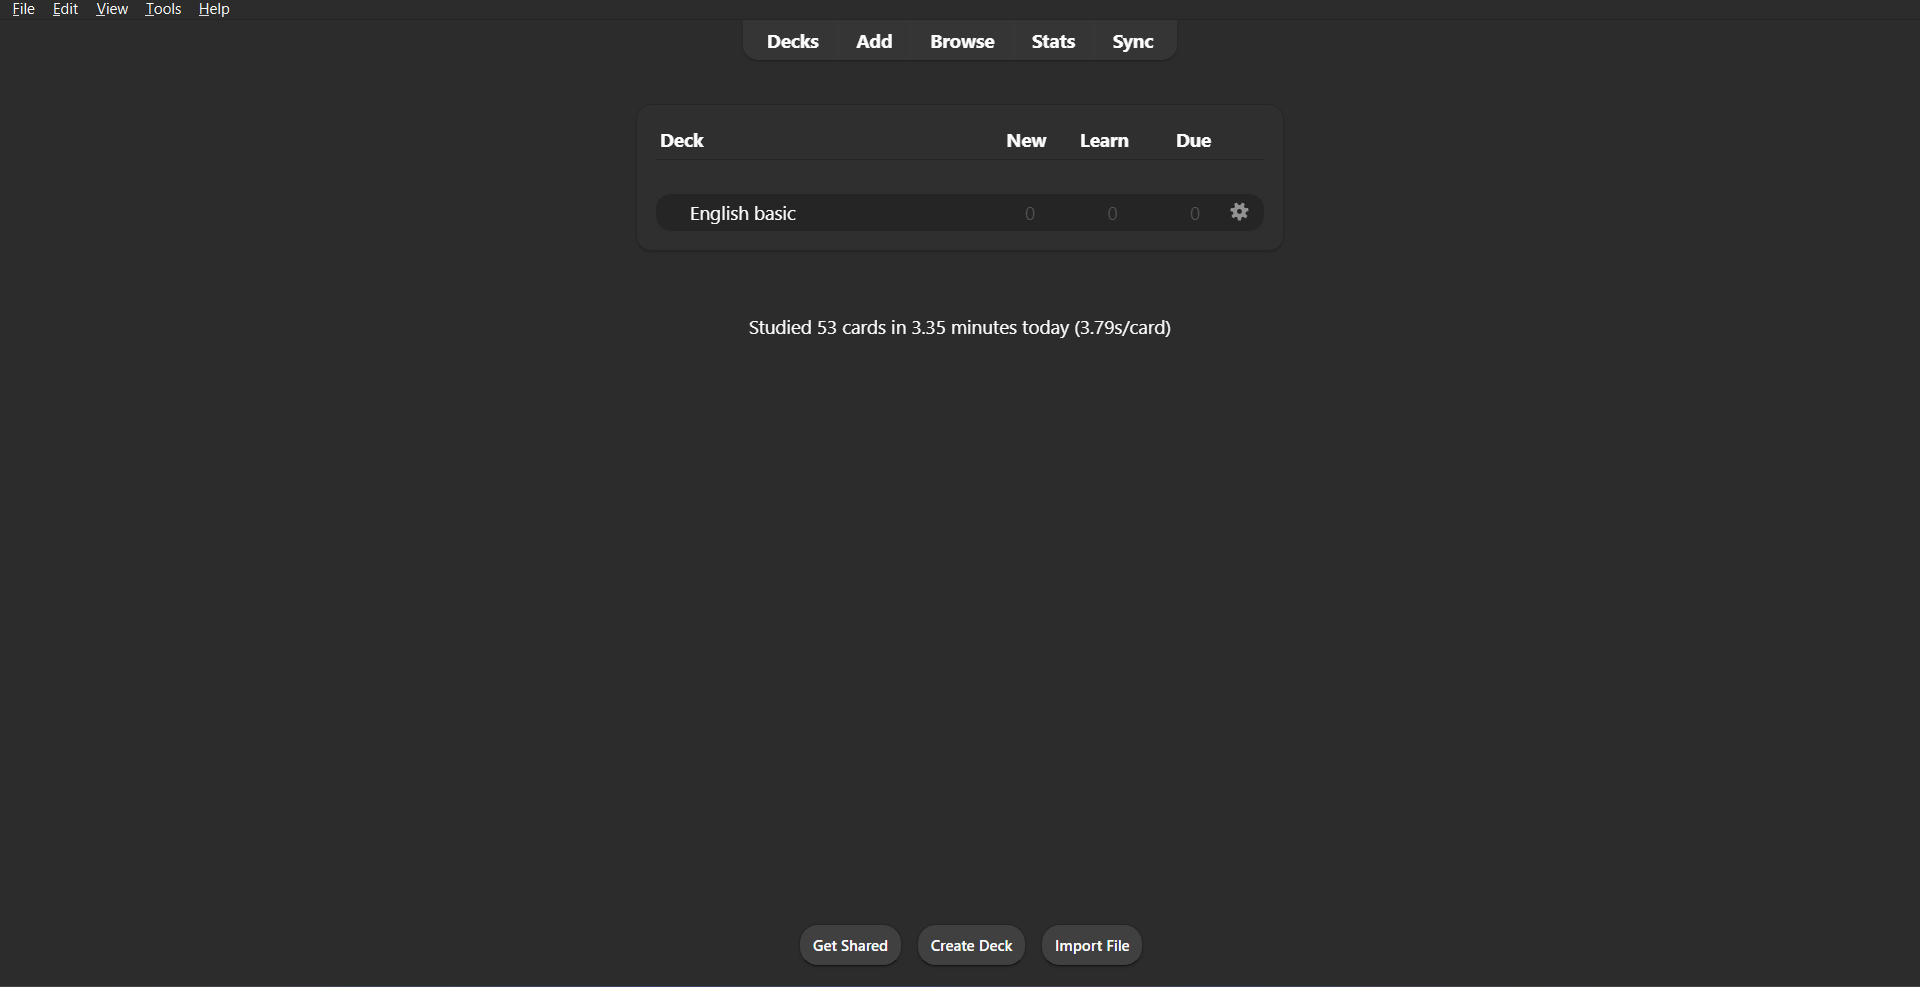 File Edit View Tools Help
Decks Add Browse Stats Sync
Deck New Learn Due
English basic 0 0 0
Studied 53 cards in 3.35 minutes today (3.79s/card)
Get Shared Create Deck Import File